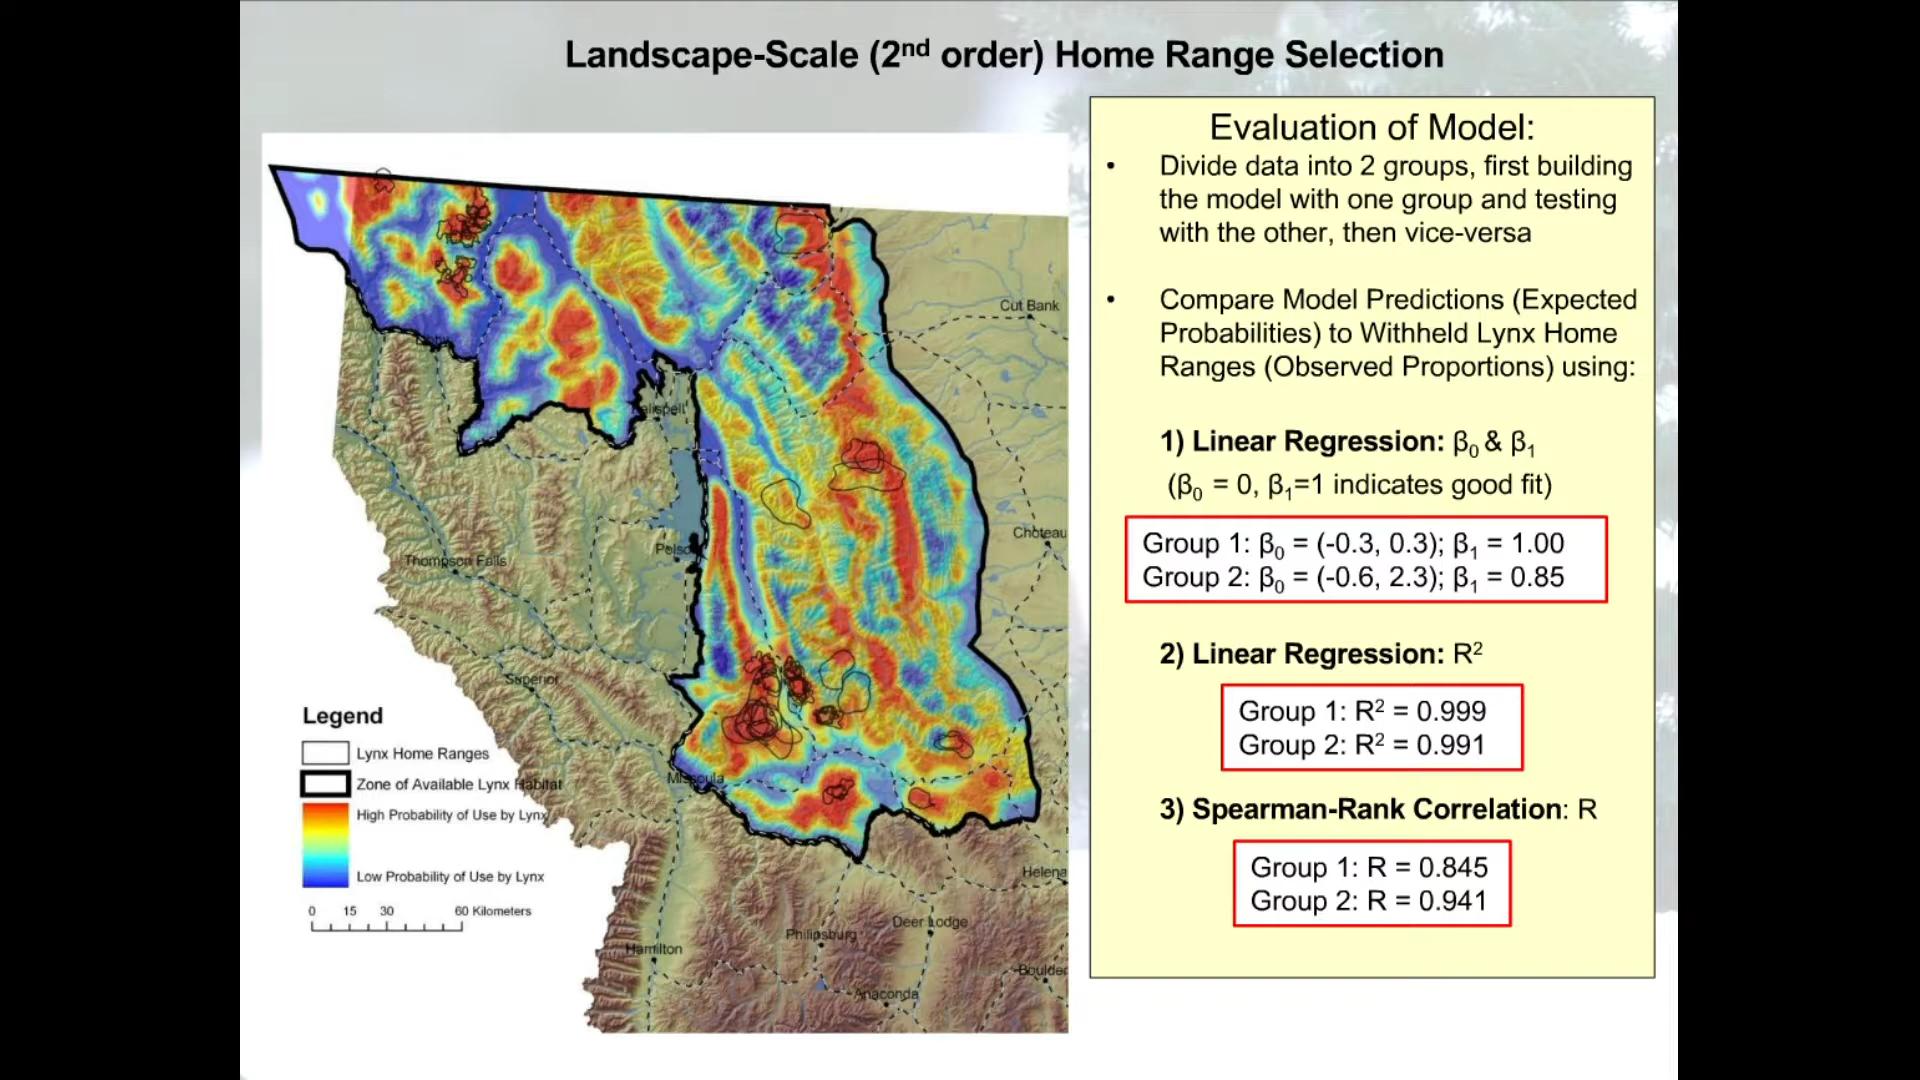 Landscape-Scale (2nd order) Home Range Selection
Cut Bank
Kalispell
Choteau
Polson
Thompson Falls
Superior
Missoula
Helena
Deer Lodge
Philipsburg
Hamilton
Boulder
Anaconda
Legend
Lynx Home Ranges
Zone of Available Lynx Habitat
High Probability of Use by Lynx
Low Probability of Use by Lynx
0 15 30 60 Kilometers
Evaluation of Model:
• Divide data into 2 groups, first building
the model with one group and testing
with the other, then vice-versa
• Compare Model Predictions (Expected
Probabilities) to Withheld Lynx Home
Ranges (Observed Proportions) using:
1) Linear Regression: β0 & β1
(β0 = 0, β1=1 indicates good fit)
Group 1: β0 = (-0.3, 0.3); β1 = 1.00
Group 2: β0 = (-0.6, 2.3); β1 = 0.85
2) Linear Regression: R2
Group 1: R2 = 0.999
Group 2: R2 = 0.991
3) Spearman-Rank Correlation: R
Group 1: R = 0.845
Group 2: R = 0.941